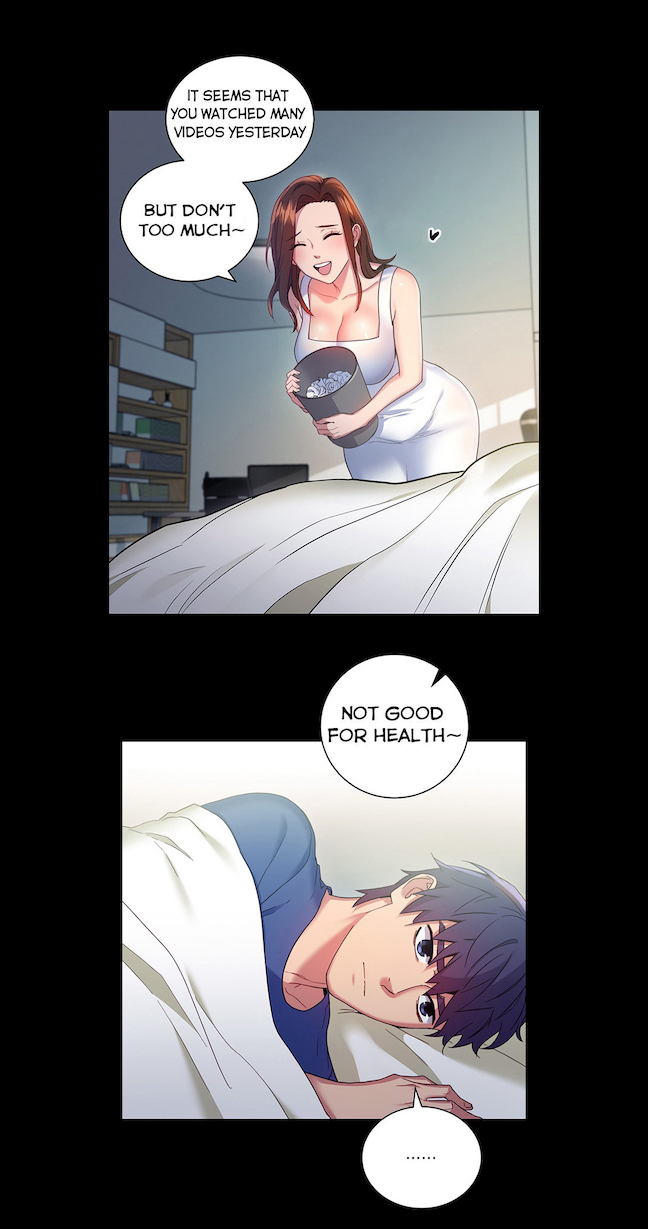 IT SEEMS THAT
YOU WATCHED MANY
VIDEOS YESTERDAY
BUT DON'T
TOO MUCH~
NOT GOOD
FOR HEALTH~
......